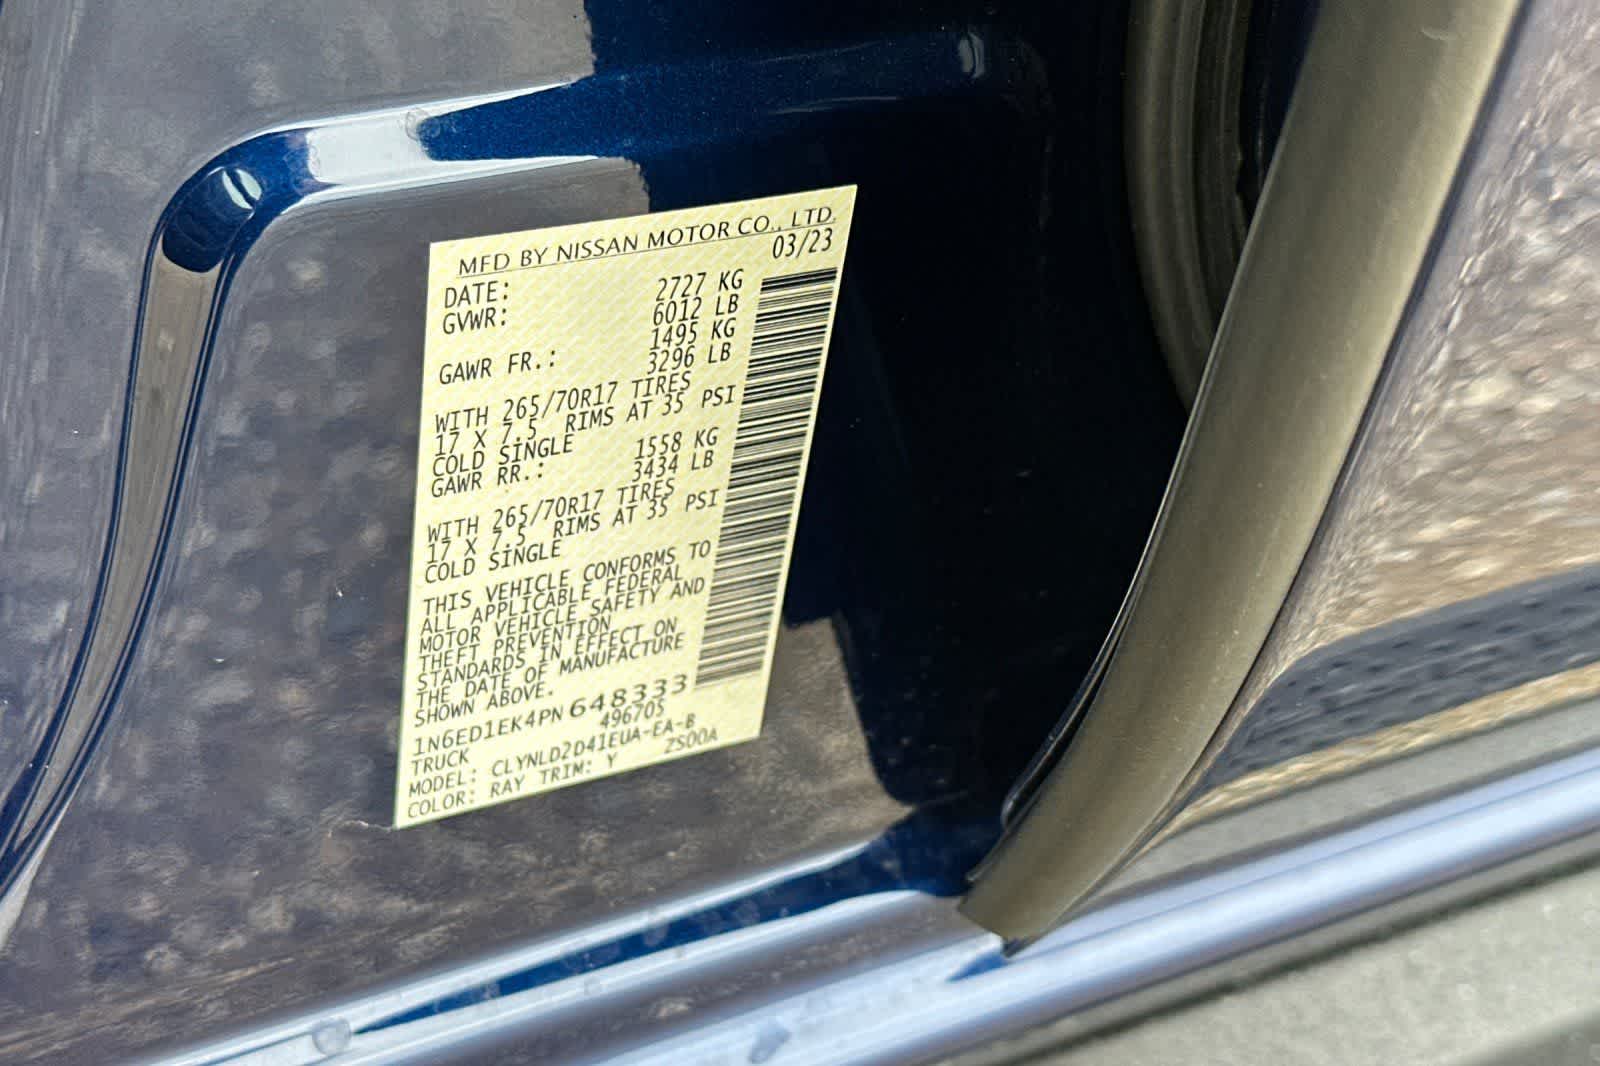 MFD BY NISSAN MOTOR CO., LTD.
DATE: 03/23
GVWR: 2727 KG
6012 LB
GAWR FR.: 1495 KG
3296 LB
WITH 265/70R17 TIRES
17 X 7.5 RIMS AT 35 PSI
COLD SINGLE
GAWR RR.: 1558 KG
3434 LB
WITH 265/70R17 TIRES
17 X 7.5 RIMS AT 35 PSI
COLD SINGLE
THIS VEHICLE CONFORMS TO
ALL APPLICABLE FEDERAL
MOTOR VEHICLE SAFETY AND
THEFT PREVENTION
STANDARDS IN EFFECT ON
THE DATE OF MANUFACTURE
SHOWN ABOVE.
1N6ED1EK4PN648333
TRUCK 496705
MODEL: CLYNLD2D41EUA-EA-B
COLOR: RAY TRIM: Y ZS00A